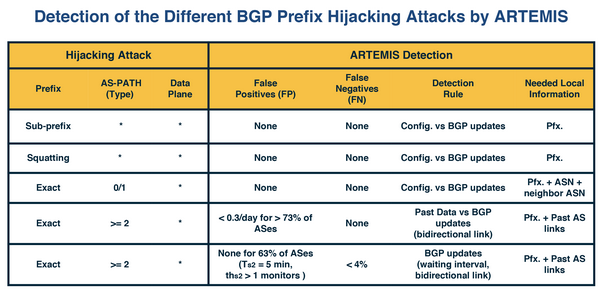 Detection of the Different BGP Prefix Hijacking Attacks by ARTEMIS
Hijacking Attack
ARTEMIS Detection
Prefix
AS-PATH
(Type)
Data
Plane
False
Positives (FP)
False
Negatives
(FN)
Detection
Rule
Needed Local
Information
Sub-prefix
*
*
None
None
Config. vs BGP updates
Pfx.
Squatting
*
*
None
None
Config. vs BGP updates
Pfx.
Exact
0/1
*
None
None
Config. vs BGP updates
Pfx. + ASN +
neighbor ASN
Exact
>= 2
*
< 0.3/day for > 73% of
ASes
None
Past Data vs BGP
updates
(bidirectional link)
Pfx. + Past AS
links
Exact
>= 2
*
None for 63% of ASes
(Ts2 = 5 min,
ths2 > 1 monitors )
< 4%
BGP updates
(waiting interval,
bidirectional link)
Pfx. + Past AS
links